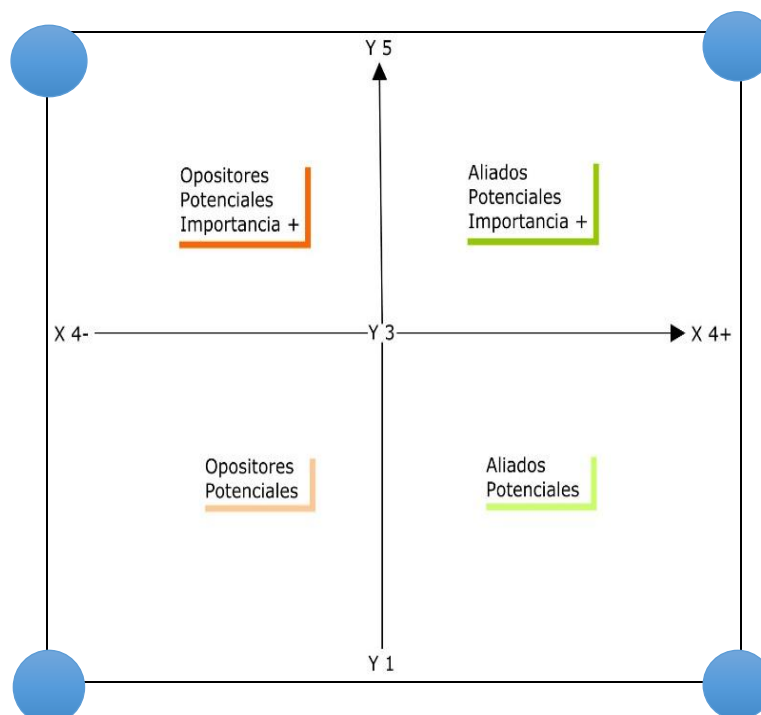 Y 5
Opositores
Potenciales
Importancia +
Aliados
Potenciales
Importancia +
X 4-
Y 3
X 4+
Opositores
Potenciales
Aliados
Potenciales
Y 1